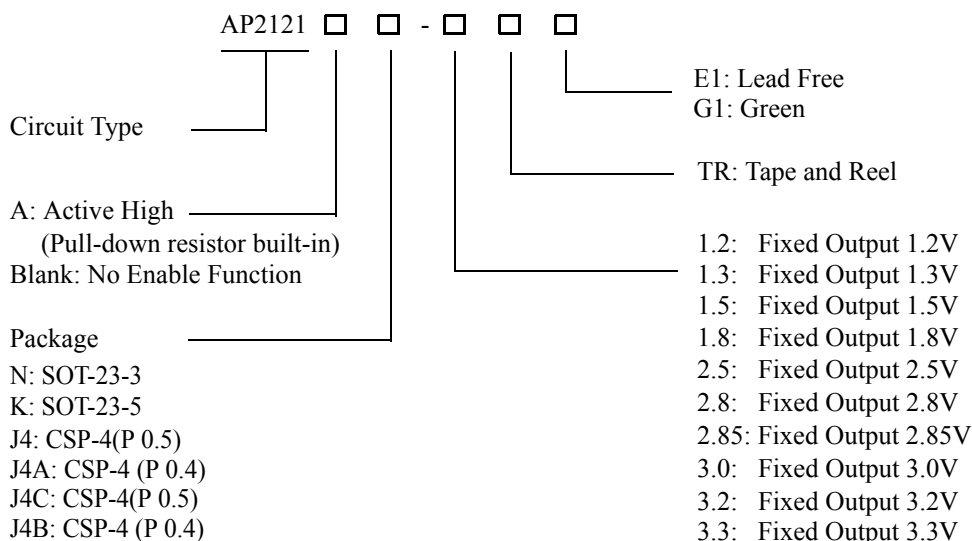 AP2121 -
Circuit Type
A: Active High
(Pull-down resistor built-in)
Blank: No Enable Function
Package
N: SOT-23-3
K: SOT-23-5
J4: CSP-4(P 0.5)
J4A: CSP-4 (P 0.4)
J4C: CSP-4(P 0.5)
J4B: CSP-4 (P 0.4)
E1: Lead Free
G1: Green
TR: Tape and Reel
1.2: Fixed Output 1.2V
1.3: Fixed Output 1.3V
1.5: Fixed Output 1.5V
1.8: Fixed Output 1.8V
2.5: Fixed Output 2.5V
2.8: Fixed Output 2.8V
2.85: Fixed Output 2.85V
3.0: Fixed Output 3.0V
3.2: Fixed Output 3.2V
3.3: Fixed Output 3.3V